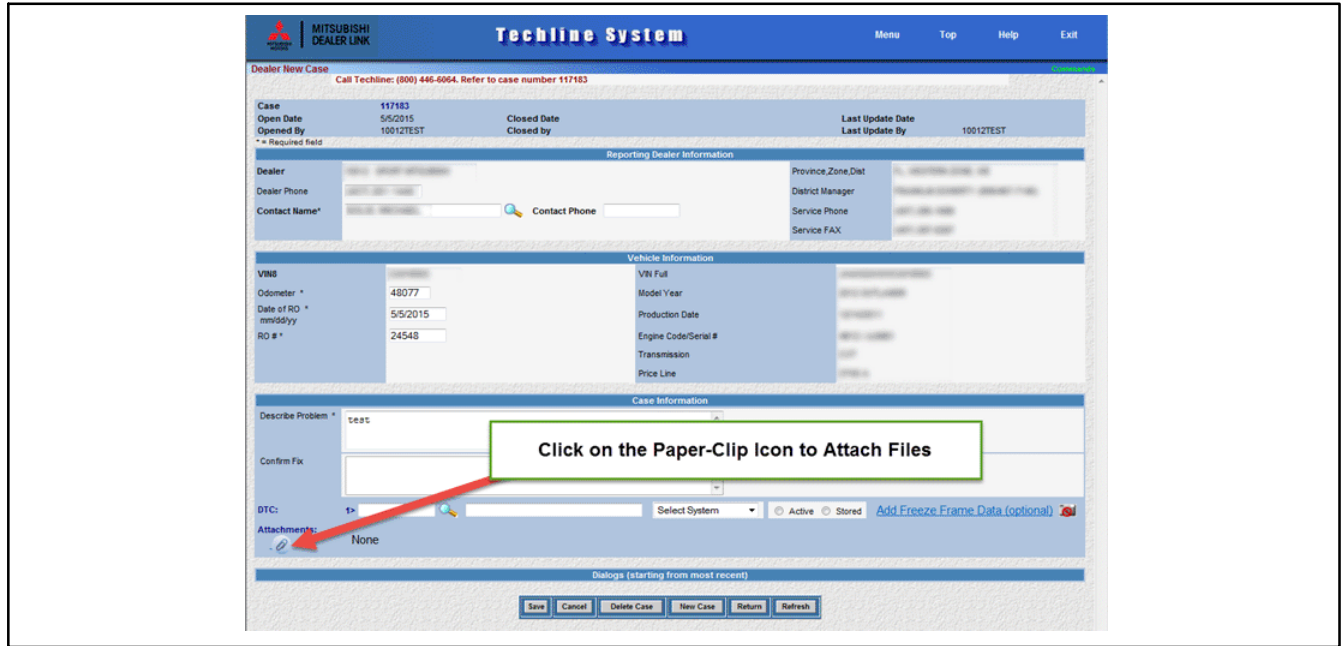 MITSUBISHI
DEALER LINK
Techline System
Menu Top Help Exit
Dealer New Case Commands
Call Techline: (800) 446-6064. Refer to case number 117183
Case 117183
Open Date 5/5/2015 Closed Date Last Update Date
Opened By 10012TEST Closed by Last Update By 10012TEST
* = Required field
Reporting Dealer Information
Dealer Province,Zone,Dist
Dealer Phone District Manager
Contact Name* Contact Phone Service Phone
Service FAX
Vehicle Information
VIN8 VIN Full
Odometer * 48077 Model Year
Date of RO * 5/5/2015 Production Date
mm/dd/yy
RO # * 24548 Engine Code/Serial #
Transmission
Price Line
Case Information
Describe Problem * test
Click on the Paper-Clip Icon to Attach Files
Confirm Fix
DTC: 1> Select System Active Stored Add Freeze Frame Data (optional)
Attachments:
None
Dialogs (starting from most recent)
Save Cancel Delete Case New Case Return Refresh